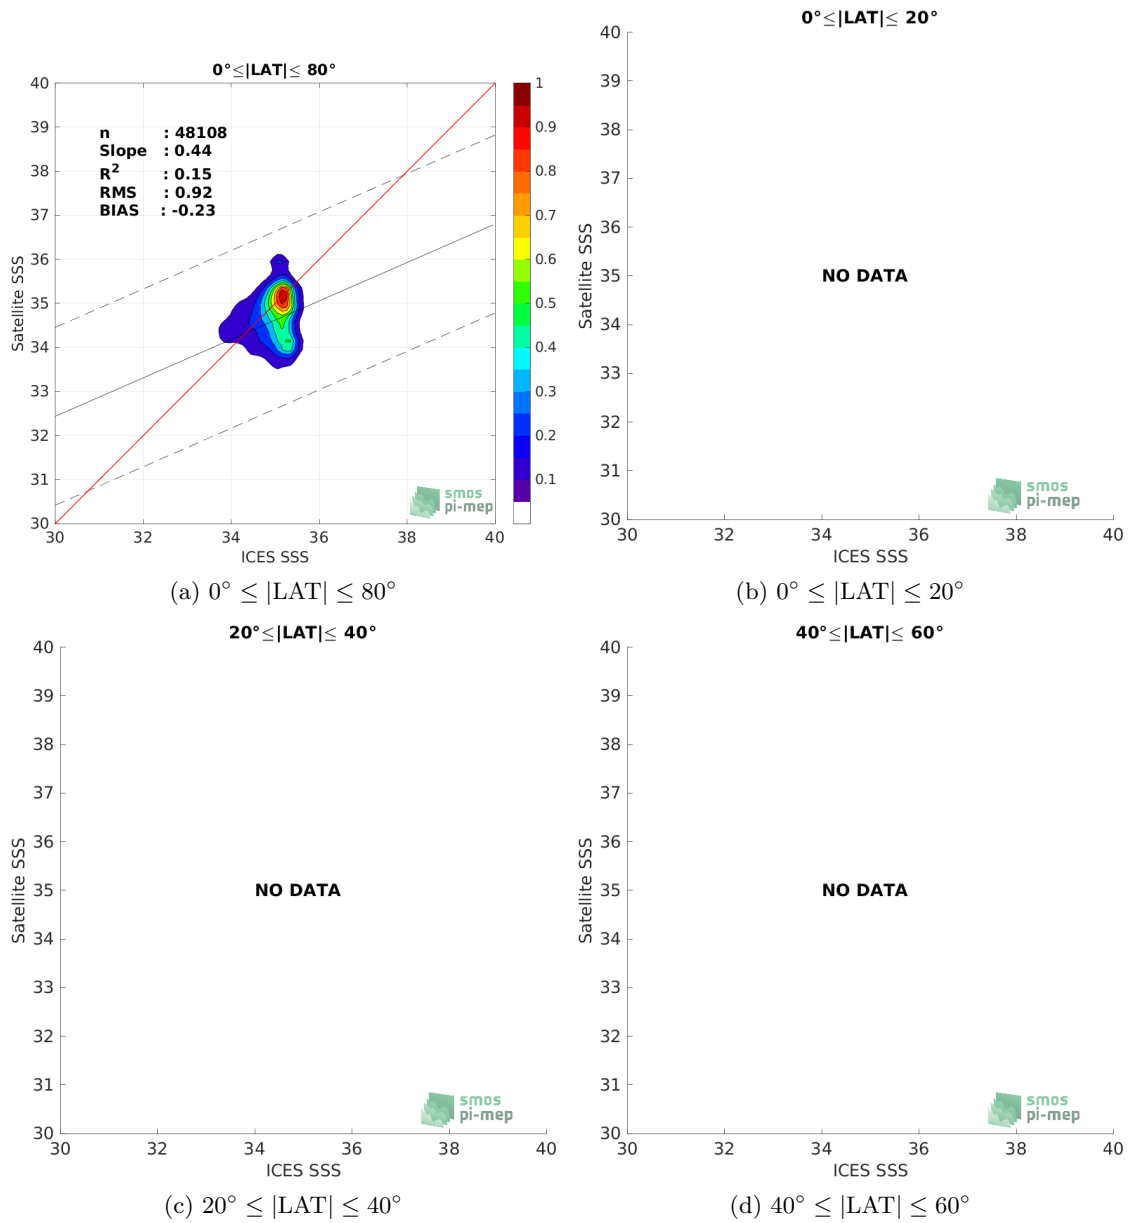 0°≤|LAT|≤ 80°
n : 48108
Slope : 0.44
R² : 0.15
RMS : 0.92
BIAS : -0.23
40
39
38
37
36
35
34
33
32
31
30
Satellite SSS
30 32 34 36 38 40
ICES SSS
1
0.9
0.8
0.7
0.6
0.5
0.4
0.3
0.2
0.1
smos
pi-mep
(a) 0° ≤ |LAT| ≤ 80°
0°≤|LAT|≤ 20°
40
39
38
37
36
35
34
33
32
31
30
Satellite SSS
NO DATA
smos
pi-mep
30 32 34 36 38 40
ICES SSS
(b) 0° ≤ |LAT| ≤ 20°
20°≤|LAT|≤ 40°
40
39
38
37
36
35
34
33
32
31
30
Satellite SSS
NO DATA
smos
pi-mep
30 32 34 36 38 40
ICES SSS
(c) 20° ≤ |LAT| ≤ 40°
40°≤|LAT|≤ 60°
40
39
38
37
36
35
34
33
32
31
30
Satellite SSS
NO DATA
smos
pi-mep
30 32 34 36 38 40
ICES SSS
(d) 40° ≤ |LAT| ≤ 60°